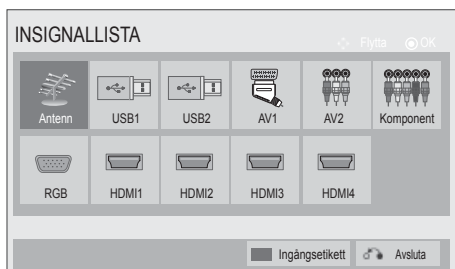 INSIGNALLISTA
Flytta OK
Antenn USB1 USB2 AV1 AV2 Komponent
RGB HDMI1 HDMI2 HDMI3 HDMI4
Ingångsetikett Avsluta